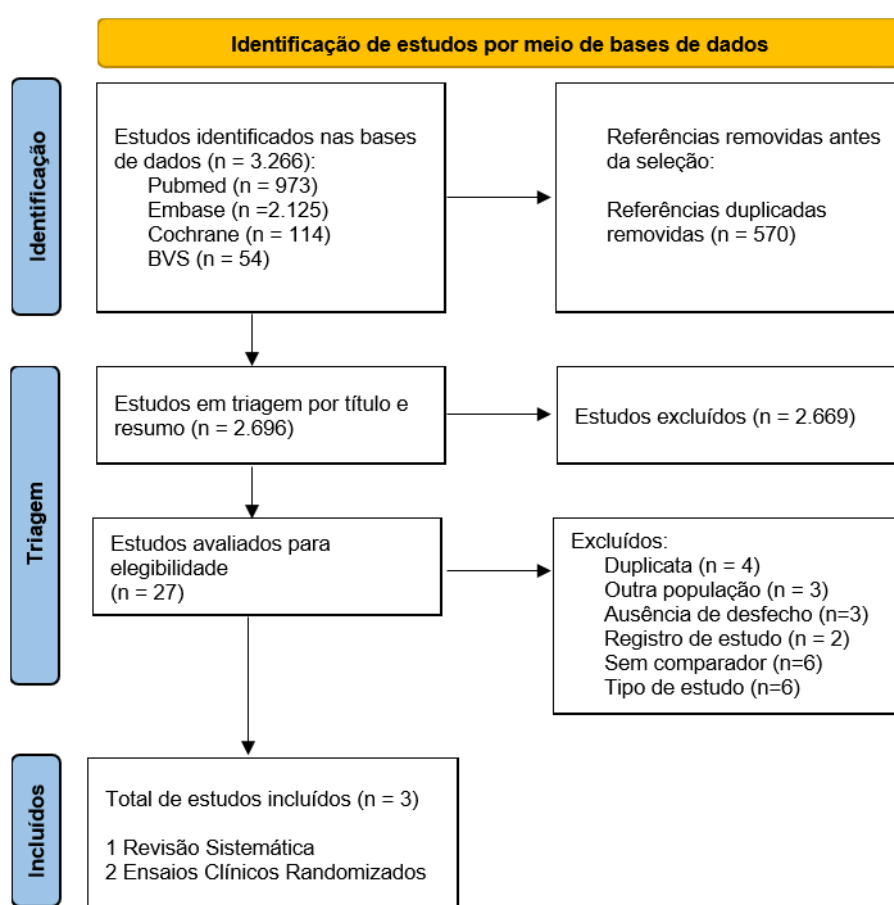 Identificação de estudos por meio de bases de dados
Identificação
Estudos identificados nas bases
de dados (n = 3.266):
Pubmed (n = 973)
Embase (n =2.125)
Cochrane (n = 114)
BVS (n = 54)
Referências removidas antes
da seleção:
Referências duplicadas
removidas (n = 570)
Triagem
Estudos em triagem por título e
resumo (n = 2.696)
Estudos excluídos (n = 2.669)
Estudos avaliados para
elegibilidade
(n = 27)
Excluídos:
Duplicata (n = 4)
Outra população (n = 3)
Ausência de desfecho (n=3)
Registro de estudo (n = 2)
Sem comparador (n=6)
Tipo de estudo (n=6)
Incluídos
Total de estudos incluídos (n = 3)
1 Revisão Sistemática
2 Ensaios Clínicos Randomizados